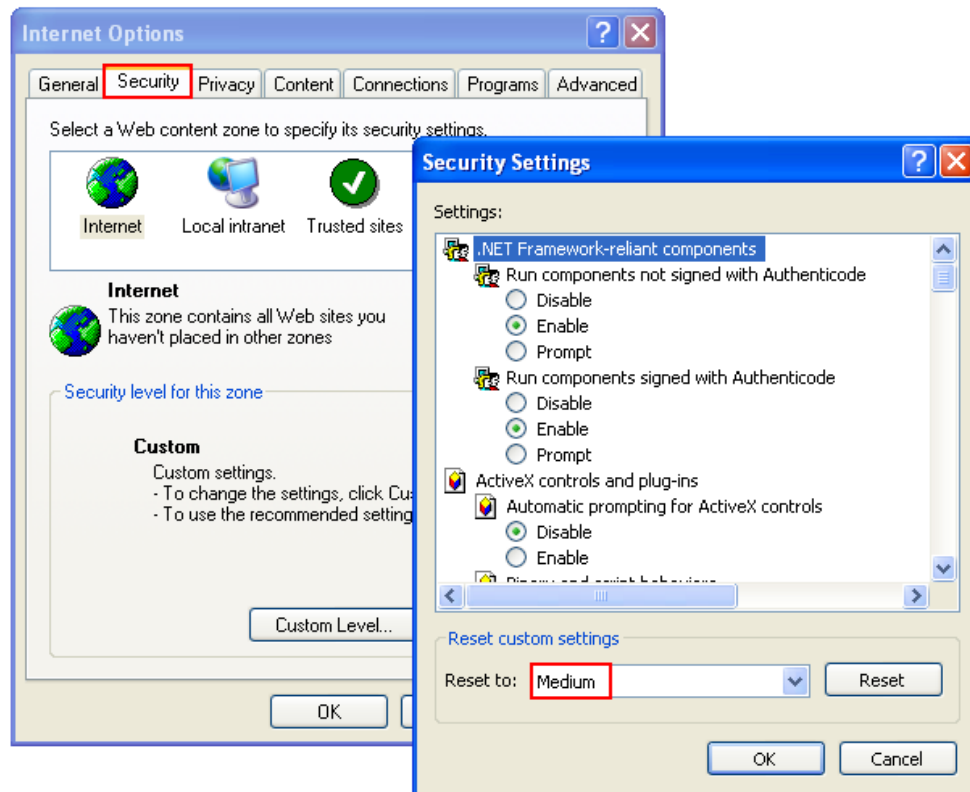 Internet Options
General Security Privacy Content Connections Programs Advanced
Select a Web content zone to specify its security settings.
Internet Local intranet Trusted sites
Internet
This zone contains all Web sites you
haven't placed in other zones
Security level for this zone
Custom
Custom settings.
- To change the settings, click Cu
- To use the recommended setting
Custom Level...
OK
Security Settings
Settings:
.NET Framework-reliant components
Run components not signed with Authenticode
Disable
Enable
Prompt
Run components signed with Authenticode
Disable
Enable
Prompt
ActiveX controls and plug-ins
Automatic prompting for ActiveX controls
Disable
Enable
Binary and script behaviors
Reset custom settings
Reset to: Medium Reset
OK Cancel